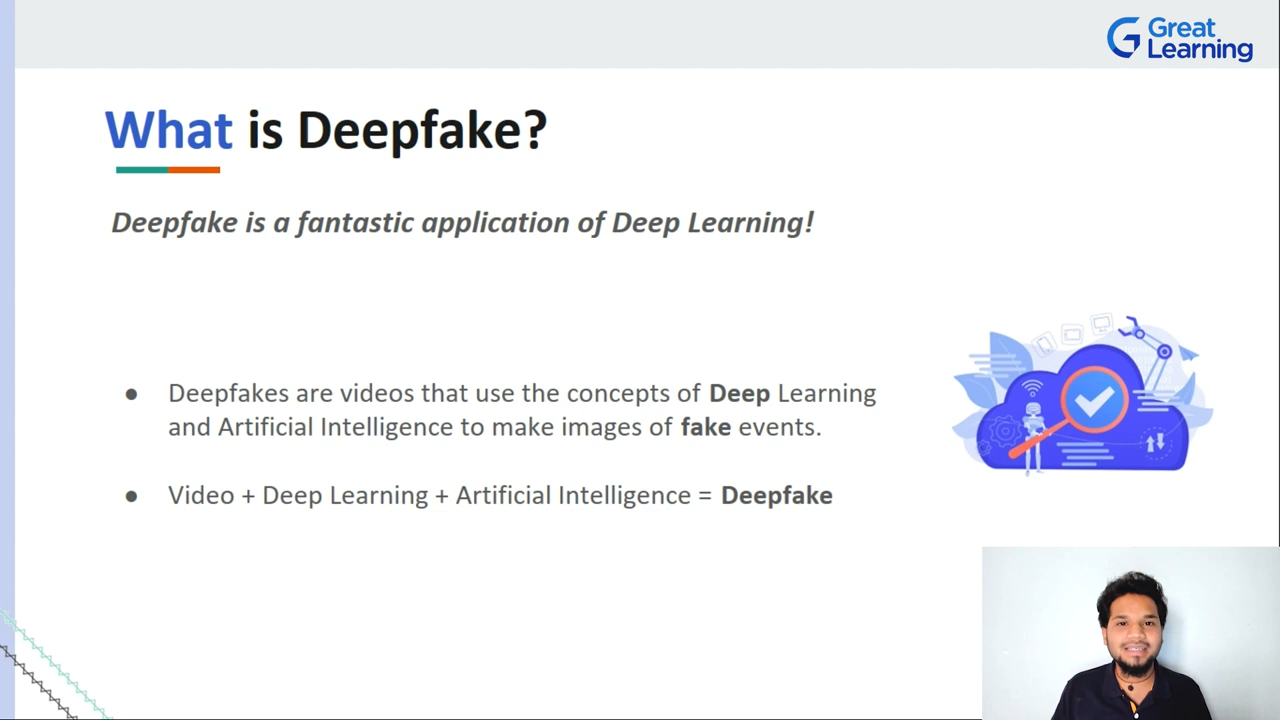 Great
Learning
What is Deepfake?
Deepfake is a fantastic application of Deep Learning!
● Deepfakes are videos that use the concepts of Deep Learning
and Artificial Intelligence to make images of fake events.
● Video + Deep Learning + Artificial Intelligence = Deepfake